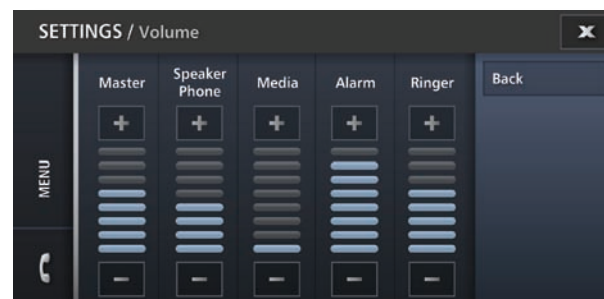 SETTINGS / Volume
MENU
Master
Speaker
Phone
Media
Alarm
Ringer
Back